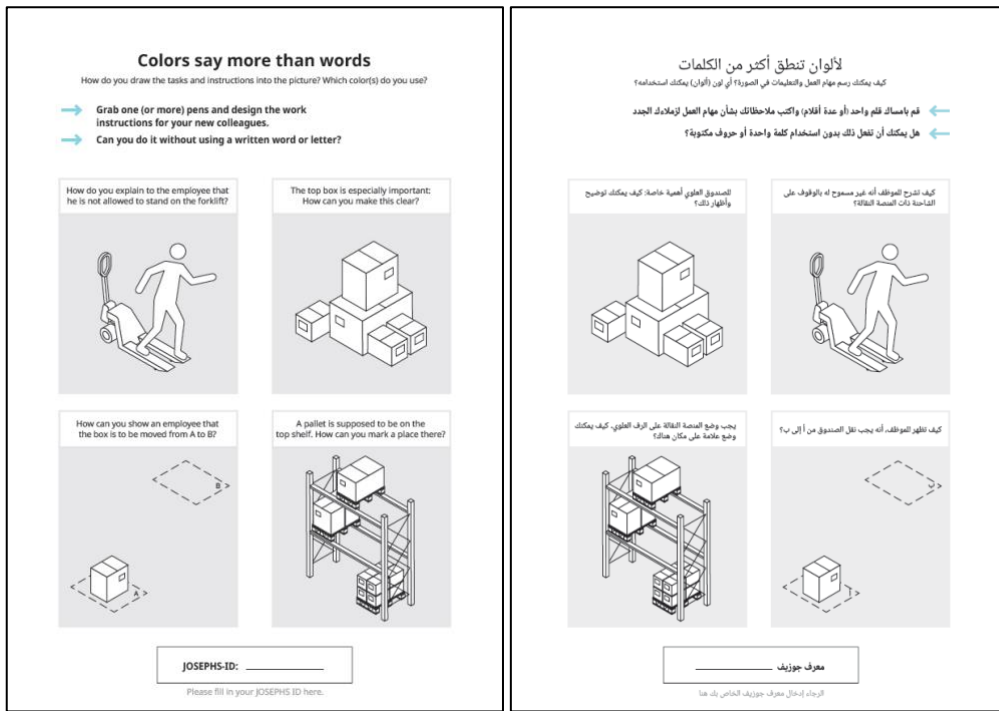 Colors say more than words
How do you draw the tasks and instructions into the picture? Which color(s) do you use?
→ Grab one (or more) pens and design the work
instructions for your new colleagues.
→ Can you do it without using a written word or letter?
How do you explain to the employee that
he is not allowed to stand on the forklift?
The top box is especially important:
How can you make this clear?
How can you show an employee that
the box is to be moved from A to B?
B
A
A pallet is supposed to be on the
top shelf. How can you mark a place there?
JOSEPHS-ID: ___________
Please fill in your JOSEPHS ID here.
لألوان تنطق أكثر من الكلمات
كيف يمكنك رسم مهام العمل والتعليمات في الصورة؟ أي لون (ألوان) يمكنك استخدامه؟
قم بامساك قلم واحد (أو عدة أقلام) واكتب ملاحظاتك بشأن مهام العمل لزملاءك الجدد
هل يمكنك أن تفعل ذلك بدون استخدام كلمة واحدة أو حروف مكتوبة؟
كيف تشرح للموظف أنه غير مسموح له بالوقوف على
الشاحنة ذات المنصة النقالة؟
للصندوق العلوي أهمية خاصة: كيف يمكنك توضيح
وأظهار ذلك؟
كيف تظهر للموظف، أنه يجب نقل الصندوق من أ إلى ب؟
يجب وضع المنصة النقالة على الرف العلوي. كيف يمكنك
وضع علامة على مكان هناك؟
معرف جوزيف ___________
الرجاء إدخال معرف جوزيف الخاص بك هنا